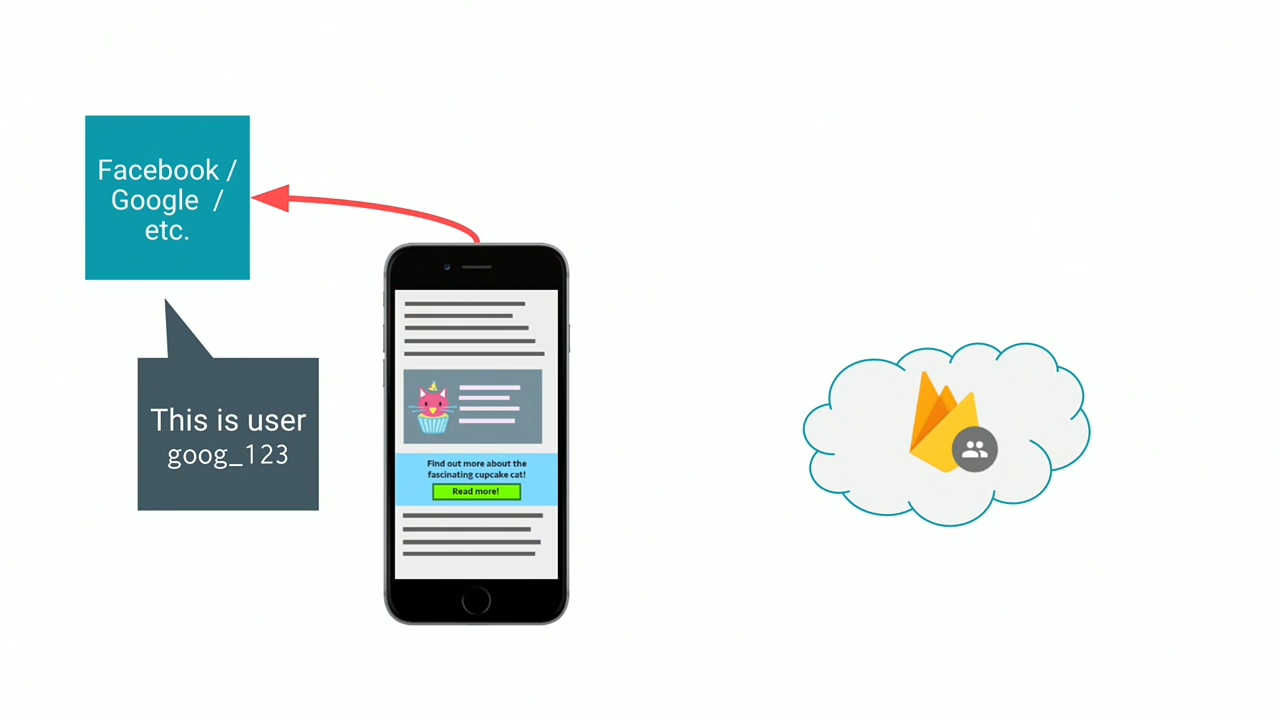 Facebook /
Google /
etc.
This is user
goog_123
Find out more about the
fascinating cupcake cat!
Read more!